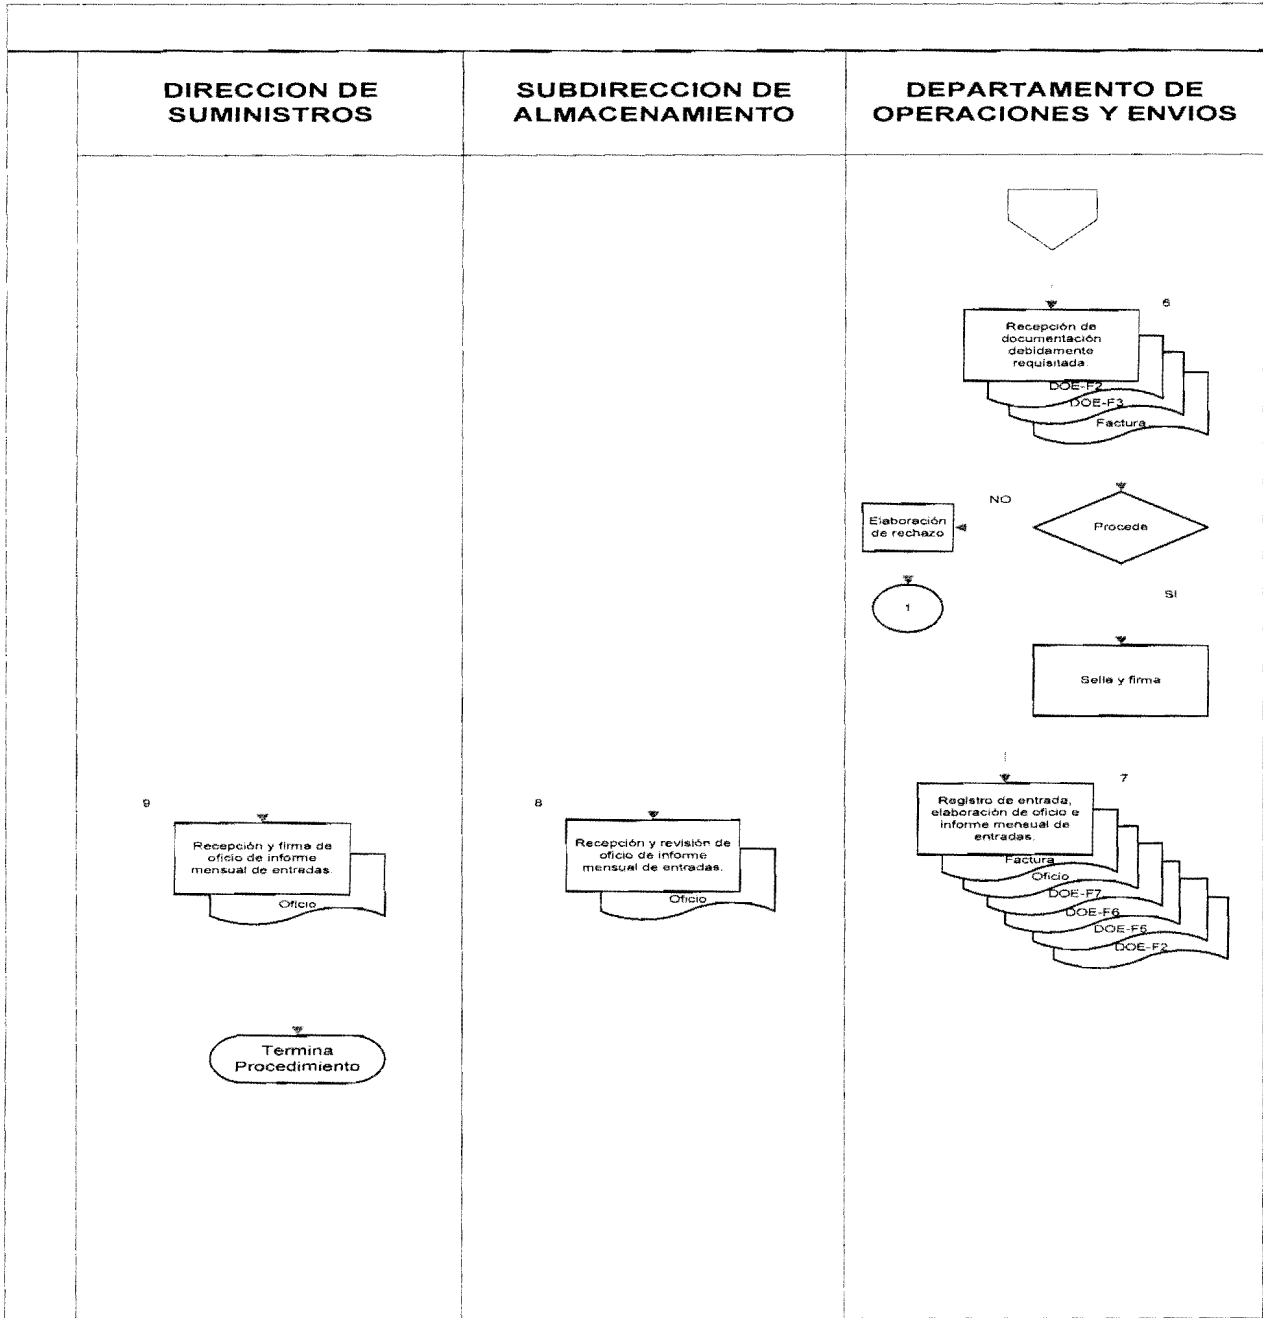 DIRECCION DE
SUMINISTROS
SUBDIRECCION DE
ALMACENAMIENTO
DEPARTAMENTO DE
OPERACIONES Y ENVIOS
6
Recepción de
documentación
debidamente
requisitada.
DOE-F2
DOE-F3
Factura
NO
Elaboración
de rechazo
Procede
1
SI
Sella y firma
7
Registro de entrada,
elaboración de oficio e
informe mensual de
entradas.
Factura
Oficio
DOE-F7
DOE-F6
DOE-F5
DOE-F2
8
Recepción y revisión de
oficio de informe
mensual de entradas.
Oficio
9
Recepción y firma de
oficio de informe
mensual de entradas.
Oficio
Termina
Procedimiento